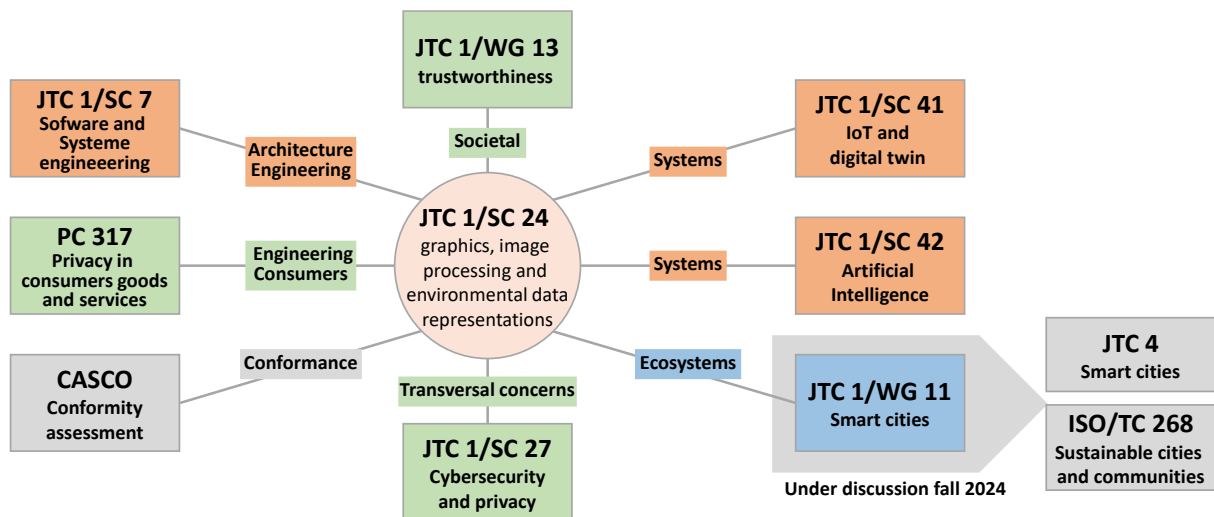 JTC 1/WG 13
trustworthiness
JTC 1/SC 7
Sofware and
Systeme
engineeering
JTC 1/SC 41
IoT and
digital twin
Societal
Architecture
Engineering
Systems
JTC 1/SC 24
graphics, image
processing and
environmental data
representations
PC 317
Privacy in
consumers goods
and services
Engineering
Consumers
Systems
JTC 1/SC 42
Artificial
Intelligence
CASCO
Conformity
assessment
Conformance
Transversal concerns
JTC 1/SC 27
Cybersecurity
and privacy
Ecosystems
JTC 1/WG 11
Smart cities
Under discussion fall 2024
JTC 4
Smart cities
ISO/TC 268
Sustainable cities
and communities